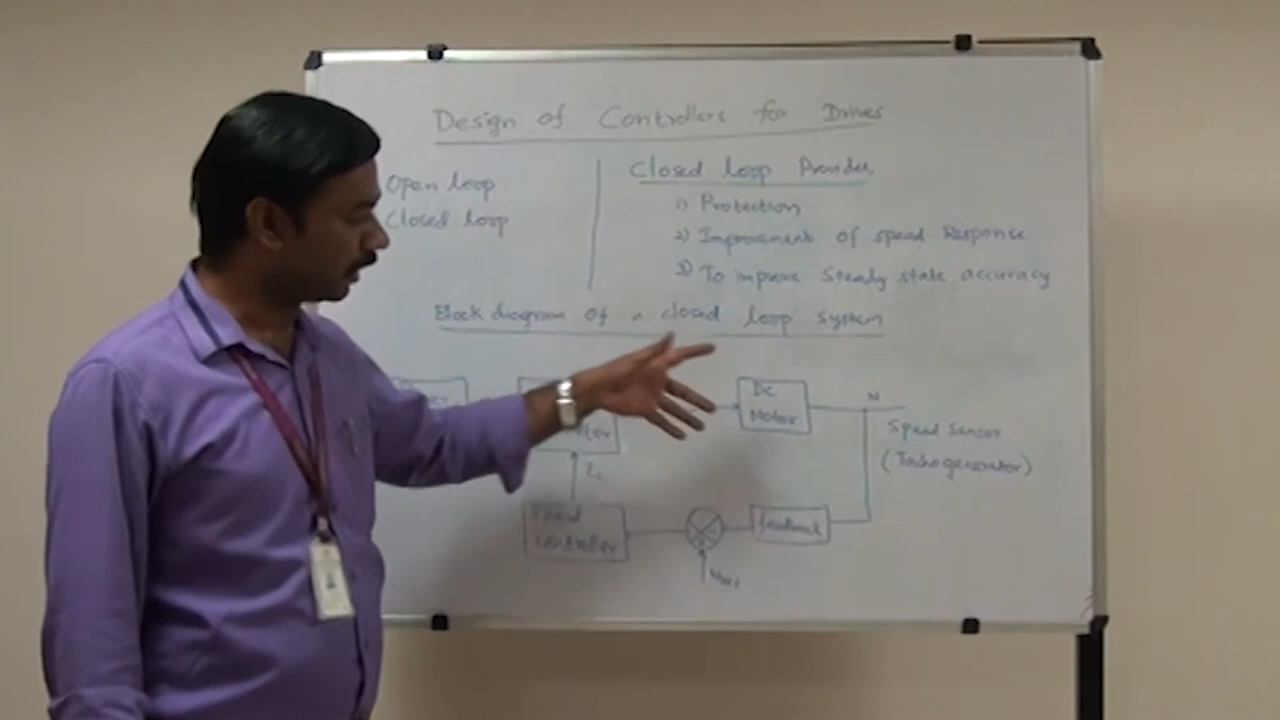 Design of Controllers for Drives
Open loop
Closed loop
Closed loop Provides
1) Protection
2) Improvement of speed Response
3) To improve steady state accuracy
Block diagram of a closed loop system
DC
Motor
N
Speed Sensor
(Tachogenerator)
Ec
Speed
Controller
Feedback